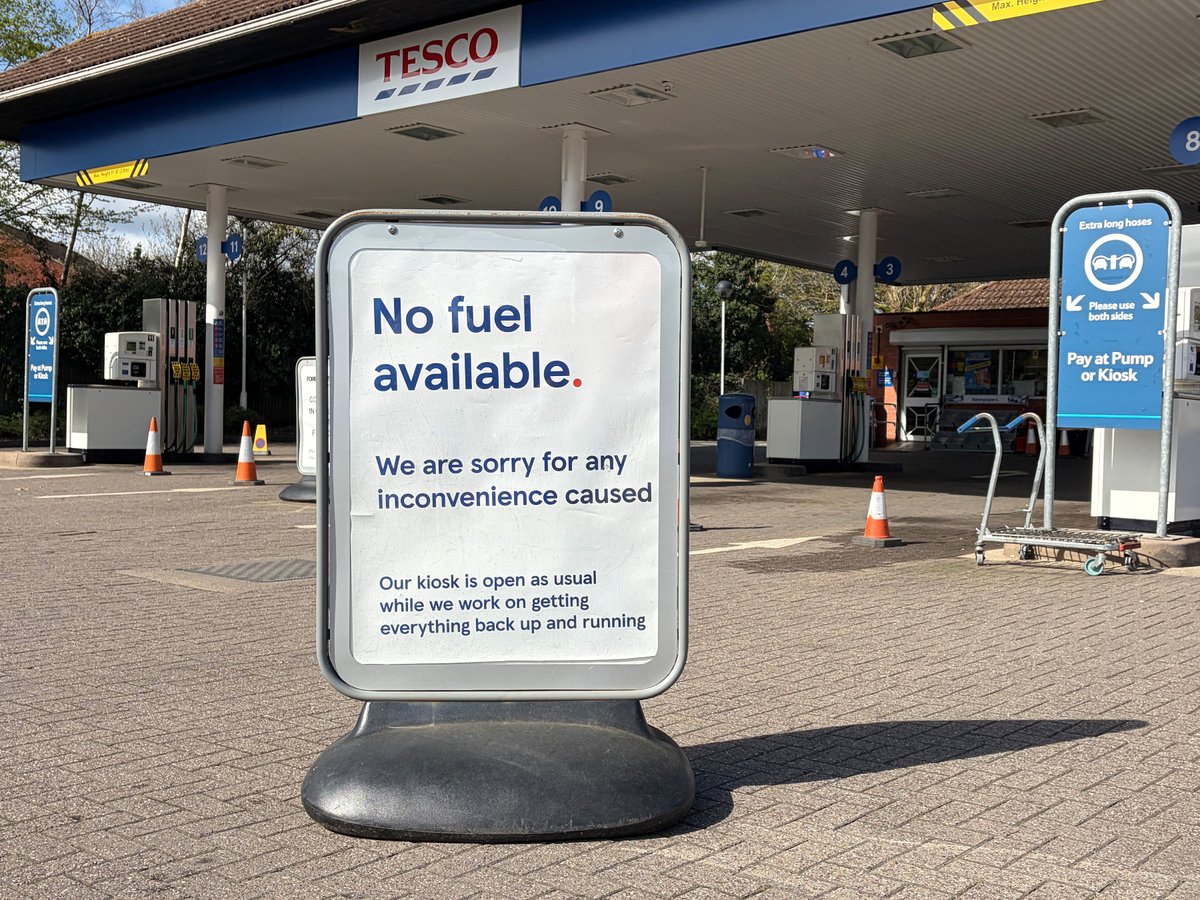 TESCO
8
10
9
12
11
4
3
Extra long hoses
Please use
both sides
Pay at Pump
or Kiosk
No fuel
available.
We are sorry for any
inconvenience caused
Our kiosk is open as usual
while we work on getting
everything back up and running
Pay at Pump
or Kiosk